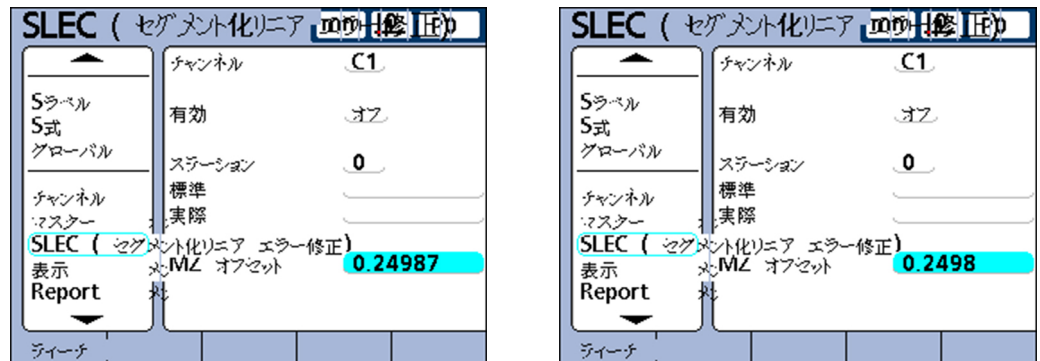 SLEC ( セグメント化リニア
チャンネル C1
Sラベル
S式
有効 オフ
グローバル
ステーション 0
チャンネル
標準
マスター
実際
SLEC ( セグメント化リニア エラー修正)
表示
MZ オフセット 0.24987
Report
ティーチ
SLEC ( セグメント化リニア
チャンネル C1
Sラベル
S式
有効 オフ
グローバル
ステーション 0
チャンネル
標準
マスター
実際
SLEC ( セグメント化リニア エラー修正)
表示
MZ オフセット 0.2498
Report
ティーチ